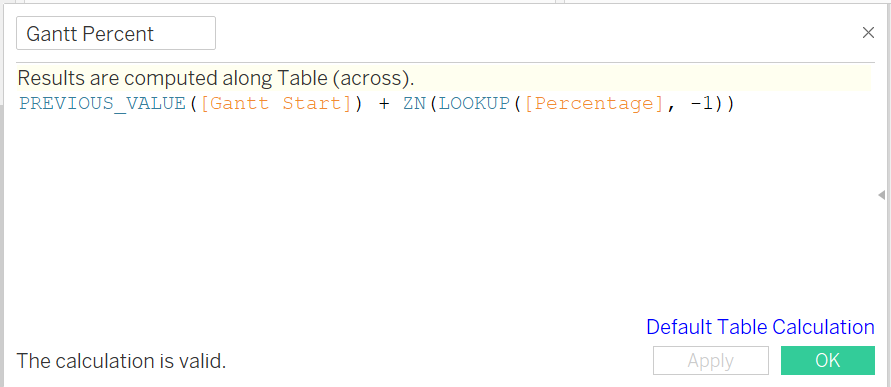 Gantt Percent
Results are computed along Table (across).
PREVIOUS_VALUE([Gantt Start]) + ZN(LOOKUP([Percentage], -1))
Default Table Calculation
The calculation is valid.
Apply
OK